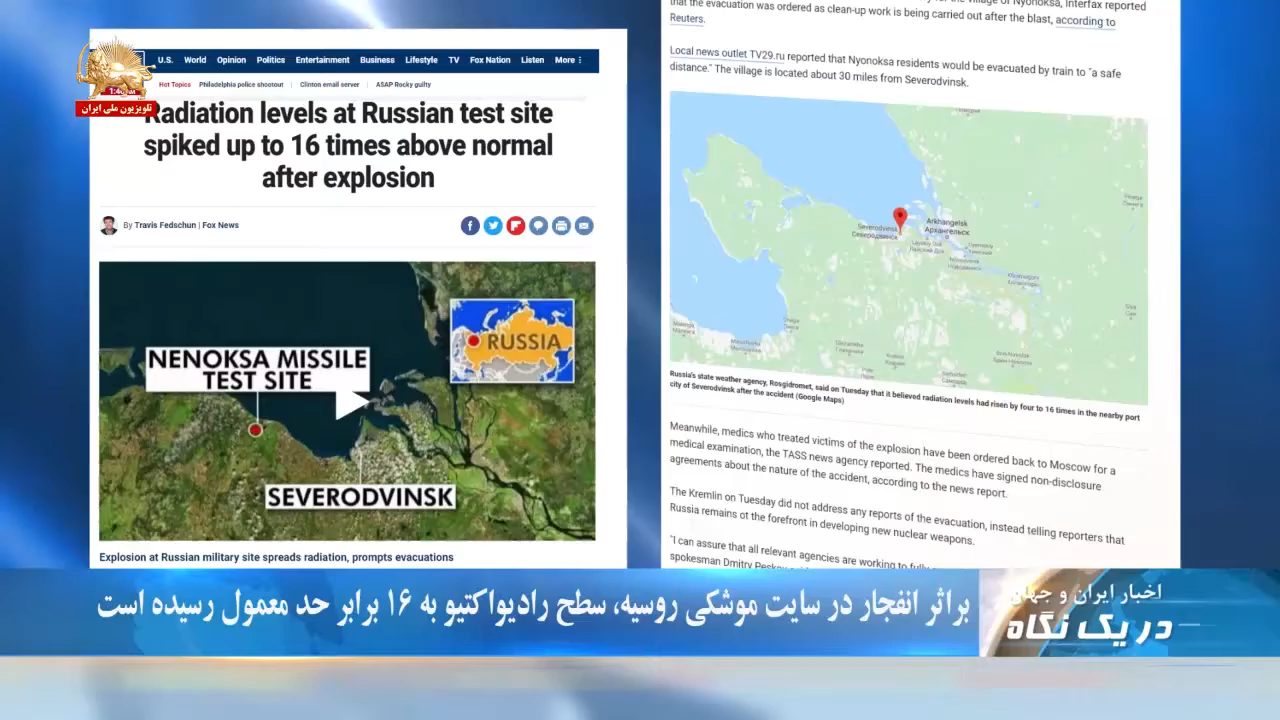 1:40 AM
تلویزیون ملی ایران
U.S. World Opinion Politics Entertainment Business Lifestyle TV Fox Nation Listen More
Hot Topics Philadelphia police shootout Clinton email server ASAP Rocky guilty
Radiation levels at Russian test site
spiked up to 16 times above normal
after explosion
By Travis Fedschun | Fox News
NENOKSA MISSILE
TEST SITE
RUSSIA
SEVERODVINSK
Explosion at Russian military site spreads radiation, prompts evacuations
that the evacuation was ordered as clean-up work is being carried out after the blast, according to
Reuters.
Local news outlet TV29.ru reported that Nyonoksa residents would be evacuated by train to "a safe
distance." The village is located about 30 miles from Severodvinsk.
Severodvinsk
Северодвинск
Arkhangelsk
Архангельск
Russia's state weather agency, Rosgidromet, said on Tuesday that it believed radiation levels had risen by four to 16 times in the nearby port
city of Severodvinsk after the accident (Google Maps)
Meanwhile, medics who treated victims of the explosion have been ordered back to Moscow for a
medical examination, the TASS news agency reported. The medics have signed non-disclosure
agreements about the nature of the accident, according to the news report.
The Kremlin on Tuesday did not address any reports of the evacuation, instead telling reporters that
Russia remains ot the forefront in developing new nuclear weapons.
"I can assure that all relevant agencies are working to fully
spokesman Dmitry Peskov
براثر انفجار در سایت موشکی روسیه، سطح رادیواکتیو به ۱۶ برابر حد معمول رسیده است
اخبار ایران و جهان
در یک نگاه